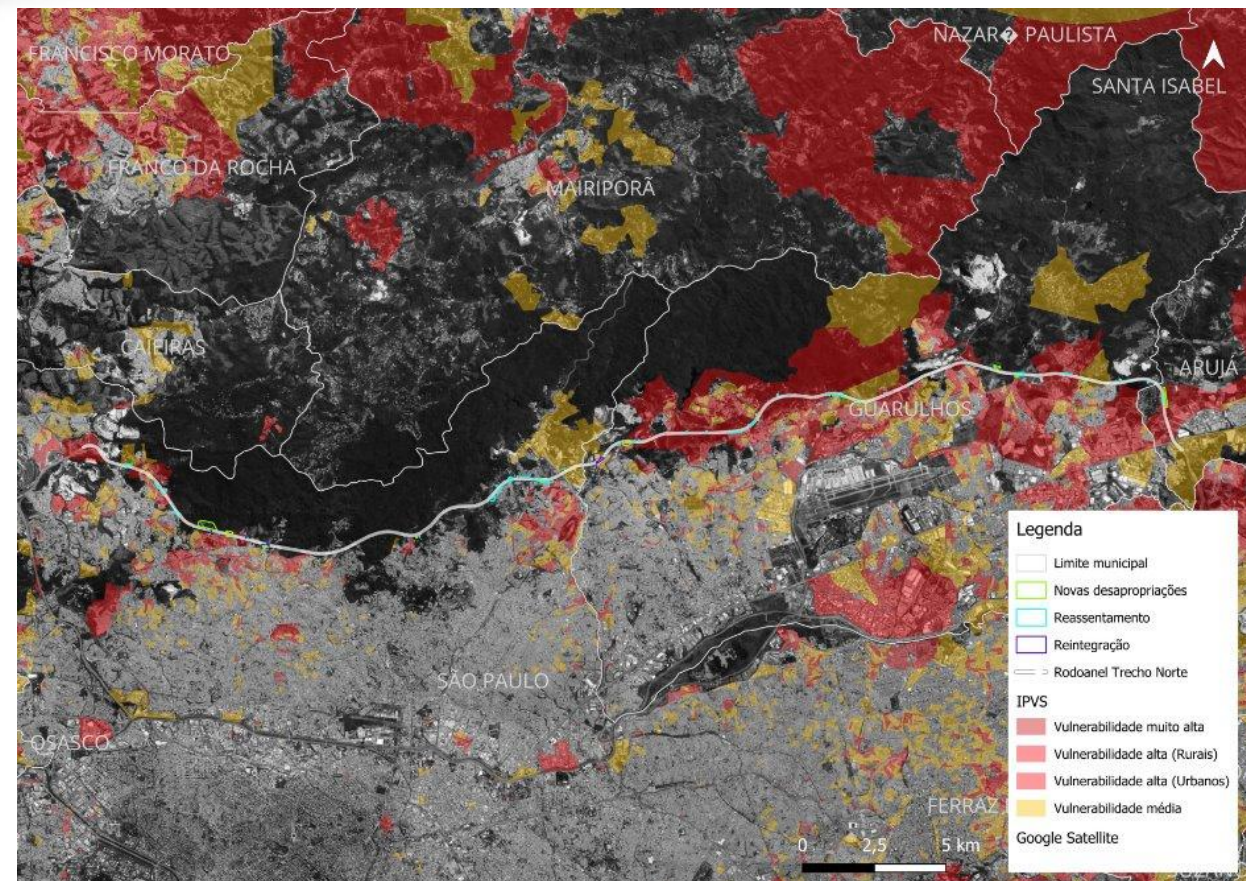 FRANCISCO MORATO
NAZAR� PAULISTA
SANTA ISABEL
FRANCO DA ROCHA
MAIRIPORÃ
CAIEIRAS
ARUJÁ
GUARULHOS
SÃO PAULO
OSASCO
FERRAZ
Legenda
Limite municipal
Novas desapropriações
Reassentamento
Reintegração
Rodoanel Trecho Norte
IPVS
Vulnerabilidade muito alta
Vulnerabilidade alta (Rurais)
Vulnerabilidade alta (Urbanos)
Vulnerabilidade média
Google Satellite
0 2,5 5 km